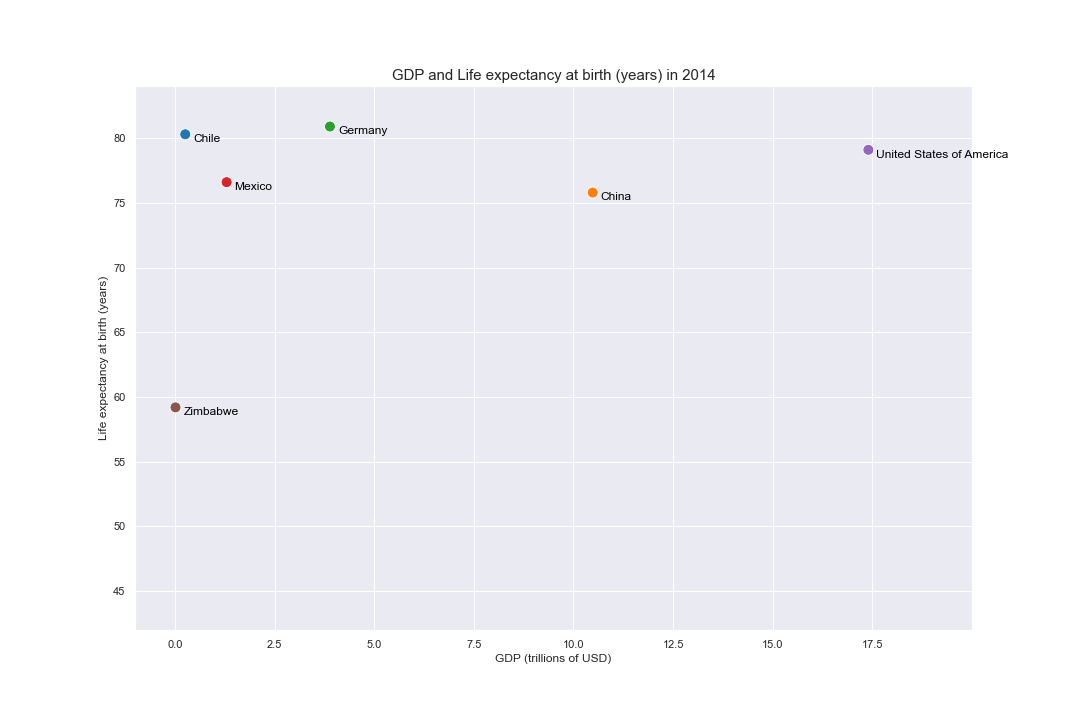 GDP and Life expectancy at birth (years) in 2014
80
75
70
65
60
55
50
45
Life expectancy at birth (years)
Chile
Germany
United States of America
Mexico
China
Zimbabwe
0.0
2.5
5.0
7.5
10.0
12.5
15.0
17.5
GDP (trillions of USD)